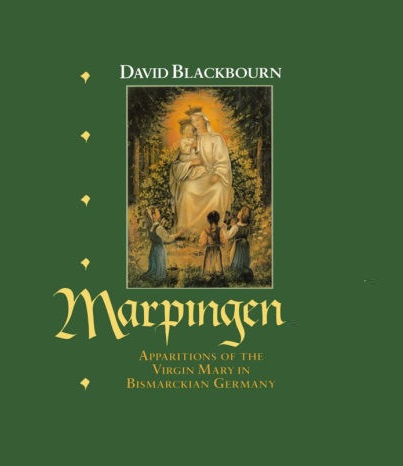 DAVID BLACKBOURN
Marpingen
APPARITIONS OF THE
VIRGIN MARY IN
BISMARCKIAN GERMANY